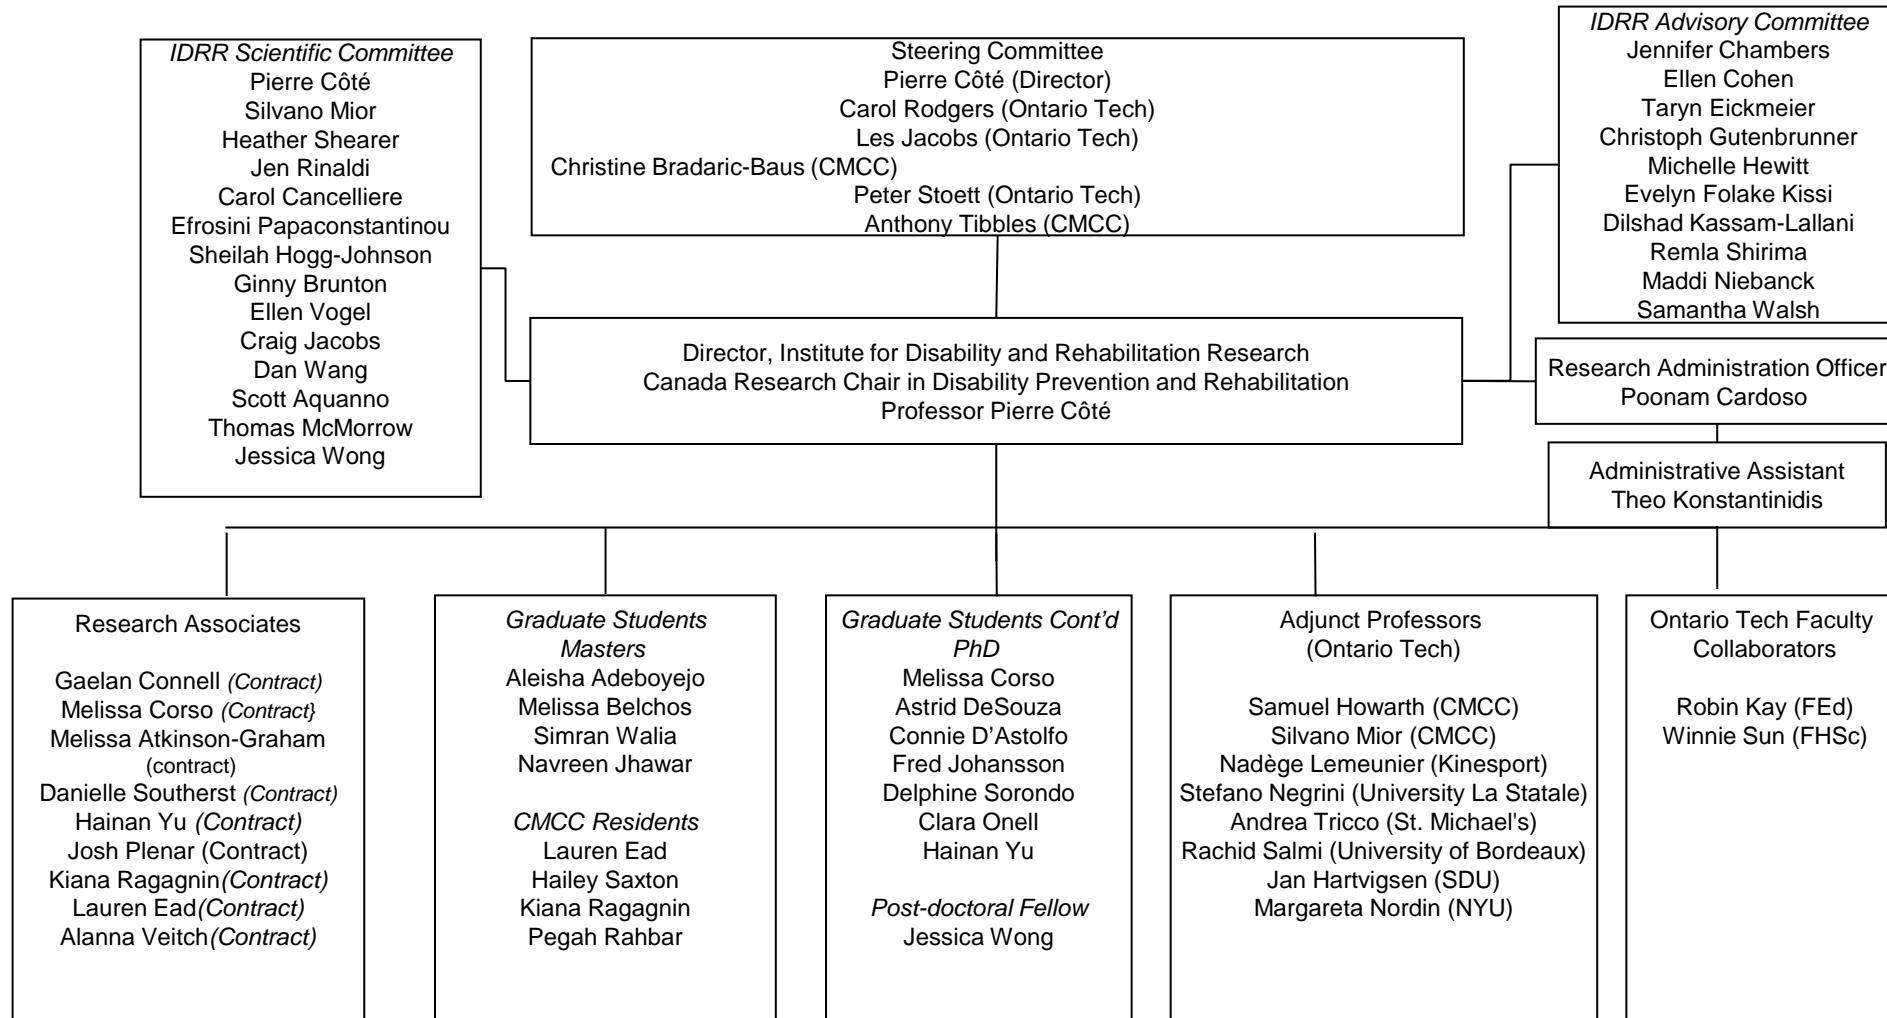 IDRR Scientific Committee
Pierre Côté
Silvano Mior
Heather Shearer
Jen Rinaldi
Carol Cancelliere
Efrosini Papaconstantinou
Sheilah Hogg-Johnson
Ginny Brunton
Ellen Vogel
Craig Jacobs
Dan Wang
Scott Aquanno
Thomas McMorrow
Jessica Wong
Steering Committee
Pierre Côté (Director)
Carol Rodgers (Ontario Tech)
Les Jacobs (Ontario Tech)
Christine Bradaric-Baus (CMCC)
Peter Stoett (Ontario Tech)
Anthony Tibbles (CMCC)
IDRR Advisory Committee
Jennifer Chambers
Ellen Cohen
Taryn Eickmeier
Christoph Gutenbrunner
Michelle Hewitt
Evelyn Folake Kissi
Dilshad Kassam-Lallani
Remla Shirima
Maddi Niebanck
Samantha Walsh
Director, Institute for Disability and Rehabilitation Research
Canada Research Chair in Disability Prevention and Rehabilitation
Professor Pierre Côté
Research Administration Officer
Poonam Cardoso
Administrative Assistant
Theo Konstantinidis
Research Associates
Gaelan Connell (Contract)
Melissa Corso (Contract}
Melissa Atkinson-Graham
(contract)
Danielle Southerst (Contract)
Hainan Yu (Contract)
Josh Plenar (Contract)
Kiana Ragagnin(Contract)
Lauren Ead(Contract)
Alanna Veitch(Contract)
Graduate Students
Masters
Aleisha Adeboyejo
Melissa Belchos
Simran Walia
Navreen Jhawar
CMCC Residents
Lauren Ead
Hailey Saxton
Kiana Ragagnin
Pegah Rahbar
Graduate Students Cont’d
PhD
Melissa Corso
Astrid DeSouza
Connie D’Astolfo
Fred Johansson
Delphine Sorondo
Clara Onell
Hainan Yu
Post-doctoral Fellow
Jessica Wong
Adjunct Professors
(Ontario Tech)
Samuel Howarth (CMCC)
Silvano Mior (CMCC)
Nadège Lemeunier (Kinesport)
Stefano Negrini (University La Statale)
Andrea Tricco (St. Michael's)
Rachid Salmi (University of Bordeaux)
Jan Hartvigsen (SDU)
Margareta Nordin (NYU)
Ontario Tech Faculty
Collaborators
Robin Kay (FEd)
Winnie Sun (FHSc)